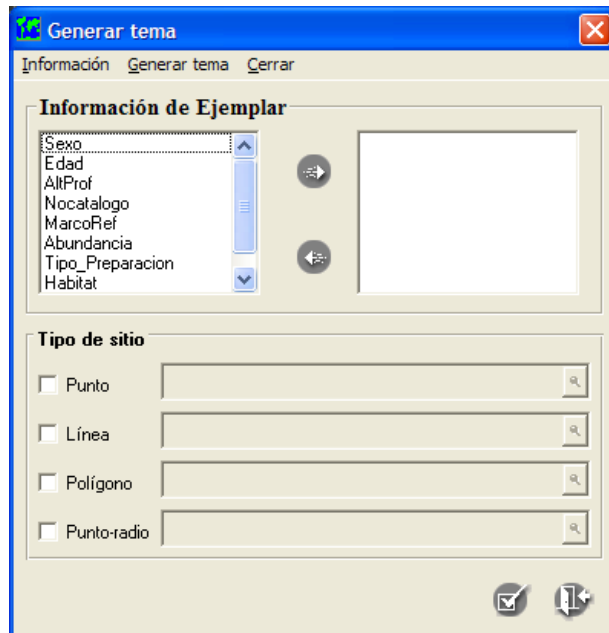 Generar tema
Información Generar tema Cerrar
Información de Ejemplar
Sexo
Edad
AltProf
Nocatalogo
MarcoRef
Abundancia
Tipo_Preparacion
Habitat
Tipo de sitio
Punto
Línea
Polígono
Punto-radio